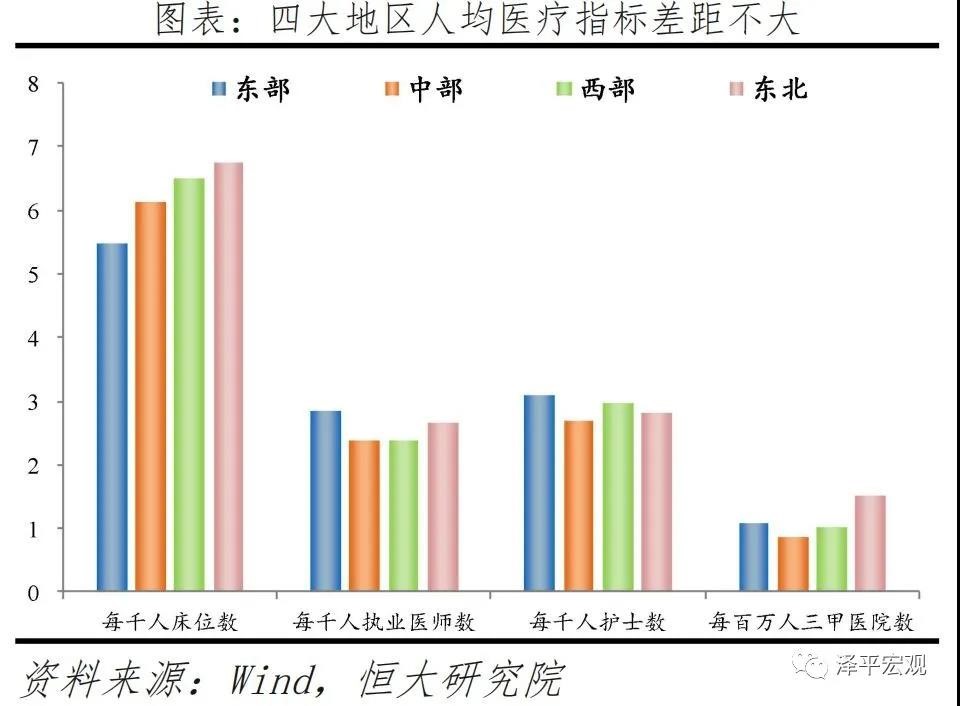 图表：四大地区人均医疗指标差距不大
东部 中部 西部 东北
8
7
6
5
4
3
2
1
0
每千人床位数 每千人执业医师数 每千人护士数 每百万人三甲医院数
泽平宏观
资料来源：Wind，恒大研究院